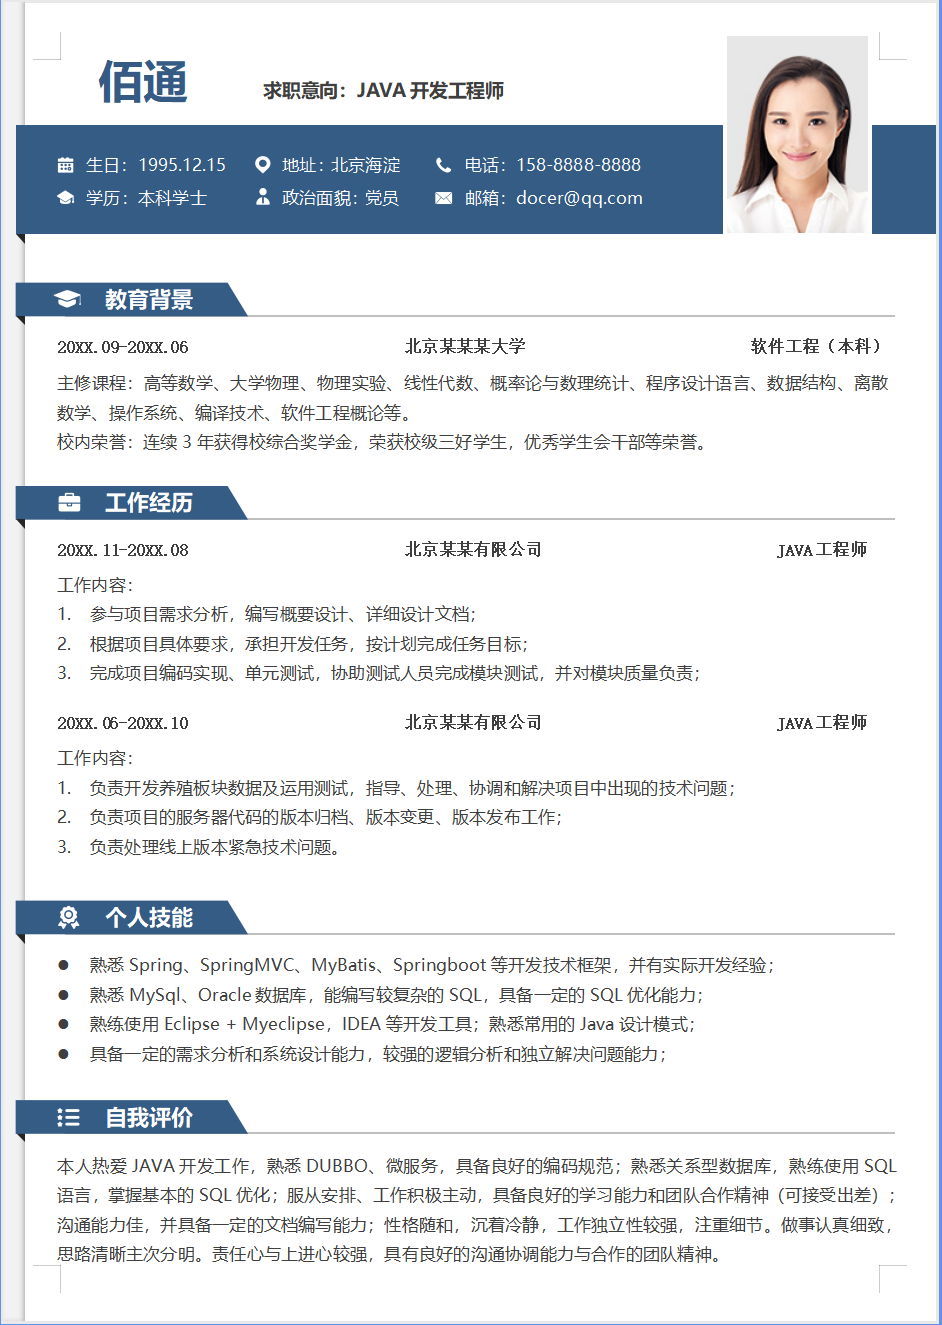 佰通
求职意向：JAVA 开发工程师
生日：1995.12.15 地址：北京海淀 电话：158-8888-8888
学历：本科学士 政治面貌：党员 邮箱：docer@qq.com
教育背景
20XX.09-20XX.06 北京某某某大学 软件工程（本科）
主修课程：高等数学、大学物理、物理实验、线性代数、概率论与数理统计、程序设计语言、数据结构、离散
数学、操作系统、编译技术、软件工程概论等。
校内荣誉：连续 3 年获得校综合奖学金，荣获校级三好学生，优秀学生会干部等荣誉。
工作经历
20XX.11-20XX.08 北京某某有限公司 JAVA 工程师
工作内容：
1. 参与项目需求分析，编写概要设计、详细设计文档；
2. 根据项目具体要求，承担开发任务，按计划完成任务目标；
3. 完成项目编码实现、单元测试，协助测试人员完成模块测试，并对模块质量负责；
20XX.06-20XX.10 北京某某有限公司 JAVA 工程师
工作内容：
1. 负责开发养殖板块数据及运用测试，指导、处理、协调和解决项目中出现的技术问题；
2. 负责项目的服务器代码的版本归档、版本变更、版本发布工作；
3. 负责处理线上版本紧急技术问题。
个人技能
● 熟悉 Spring、SpringMVC、MyBatis、Springboot 等开发技术框架，并有实际开发经验；
● 熟悉 MySql、Oracle 数据库，能编写较复杂的 SQL，具备一定的 SQL 优化能力；
● 熟练使用 Eclipse + Myeclipse，IDEA 等开发工具；熟悉常用的 Java 设计模式；
● 具备一定的需求分析和系统设计能力，较强的逻辑分析和独立解决问题能力；
自我评价
本人热爱 JAVA 开发工作，熟悉 DUBBO、微服务，具备良好的编码规范；熟悉关系型数据库，熟练使用 SQL
语言，掌握基本的 SQL 优化；服从安排、工作积极主动，具备良好的学习能力和团队合作精神（可接受出差）；
沟通能力佳，并具备一定的文档编写能力；性格随和，沉着冷静，工作独立性较强，注重细节。做事认真细致，
思路清晰主次分明。责任心与上进心较强，具有良好的沟通协调能力与合作的团队精神。